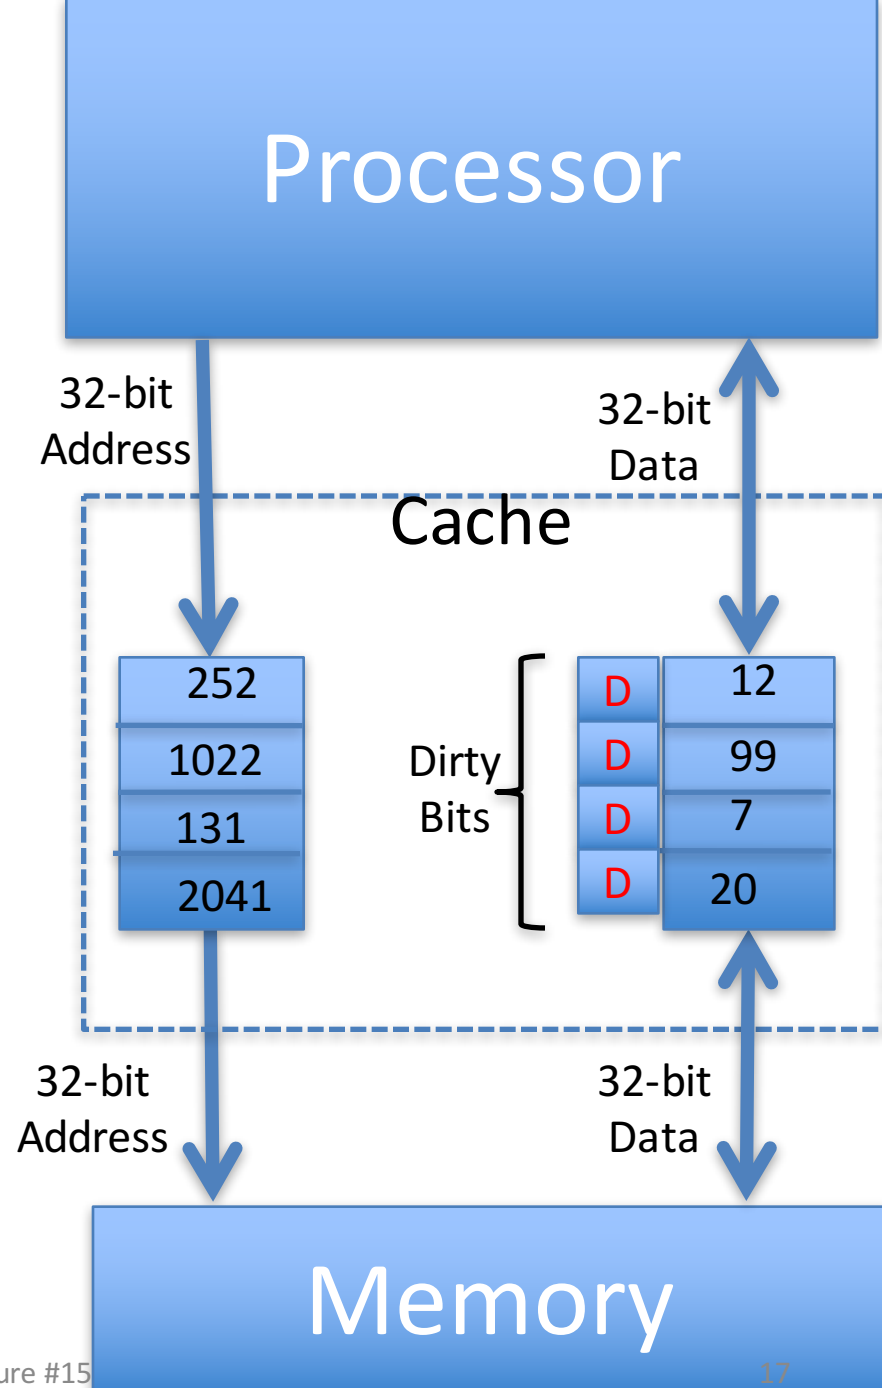 Processor
32-bit
Address
32-bit
Data
Cache
252
1022
131
2041
Dirty
Bits
D
D
D
D
12
99
7
20
32-bit
Address
32-bit
Data
Memory
#15
17